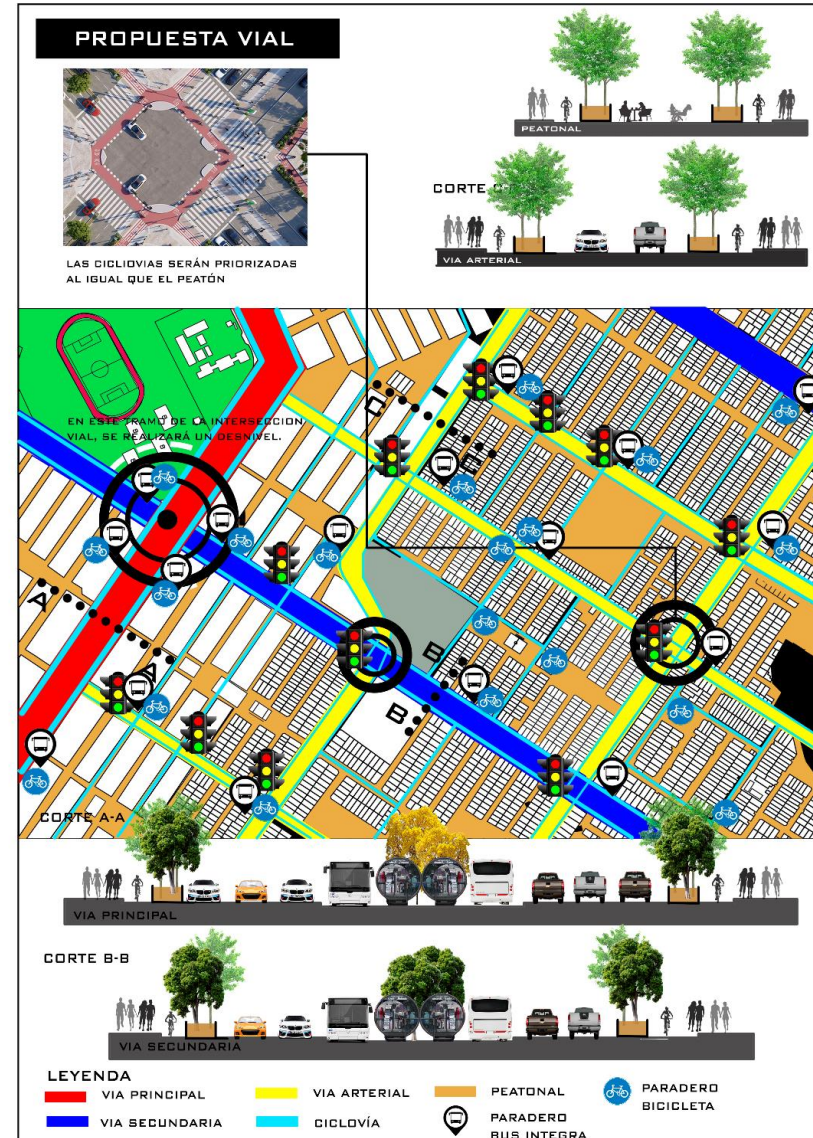 PROPUESTA VIAL
LAS CICLIOVIAS SERÁN PRIORIZADAS
AL IGUAL QUE EL PEATÓN
PEATONAL
CORTE C
VIA ARTERIAL
EN ESTE TRAMO DE LA INTERSECCION
VIAL, SE REALIZARÁ UN DESNIVEL.
C
C
A
A
B
B
CORTE A-A
VIA PRINCIPAL
CORTE B-B
VIA SECUNDARIA
LEYENDA
VIA PRINCIPAL
VIA ARTERIAL
PEATONAL
PARADERO
BICICLETA
VIA SECUNDARIA
CICLOVÍA
PARADERO
BUS INTEGRA